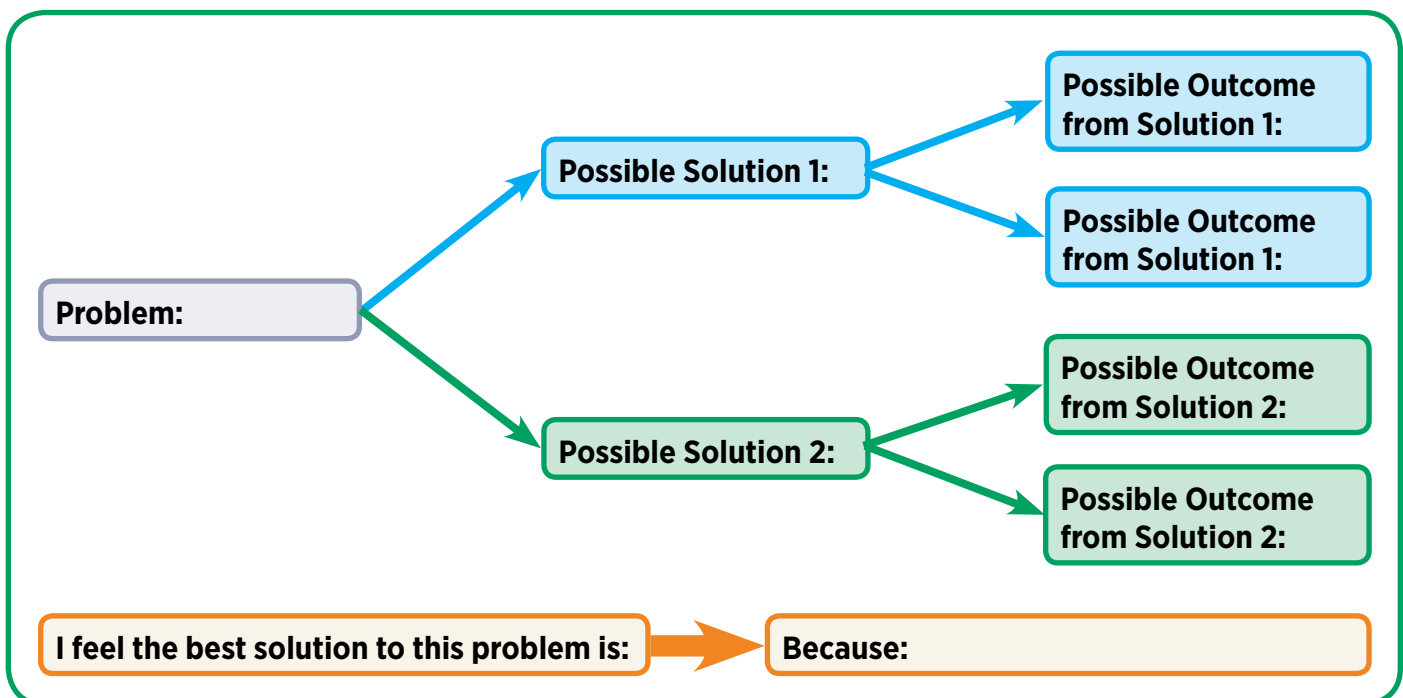 Problem:
Possible Solution 1:
Possible Outcome
from Solution 1:
Possible Outcome
from Solution 1:
Possible Solution 2:
Possible Outcome
from Solution 2:
Possible Outcome
from Solution 2:
I feel the best solution to this problem is:
Because: